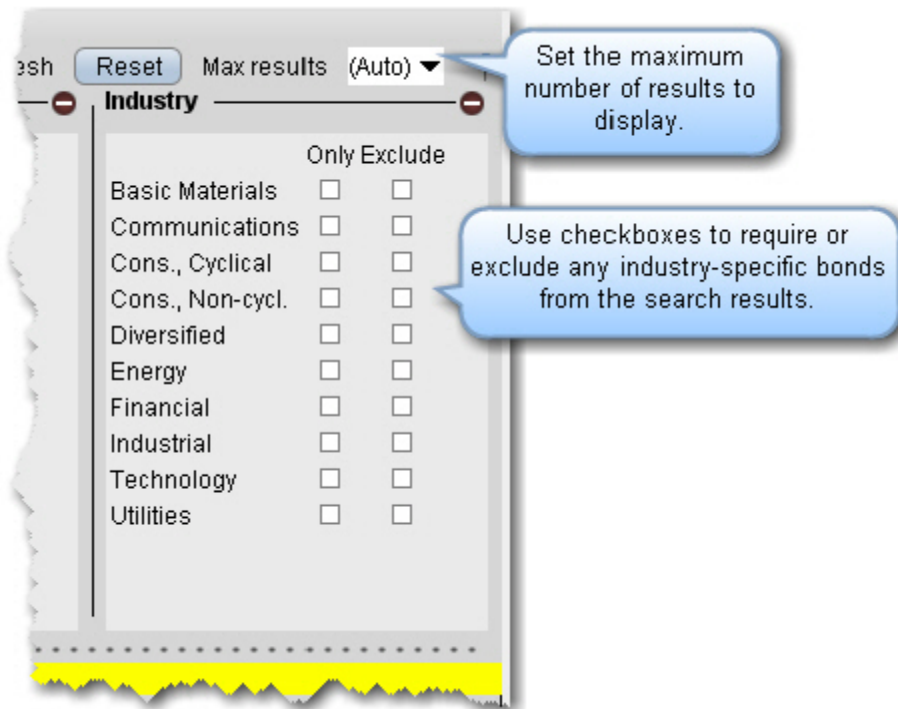 Reset Max results (Auto)
Set the maximum
number of results to
display.
Industry
Only Exclude
Basic Materials
Communications
Cons., Cyclical
Cons., Non-cycl.
Diversified
Energy
Financial
Industrial
Technology
Utilities
Use checkboxes to require or
exclude any industry-specific bonds
from the search results.